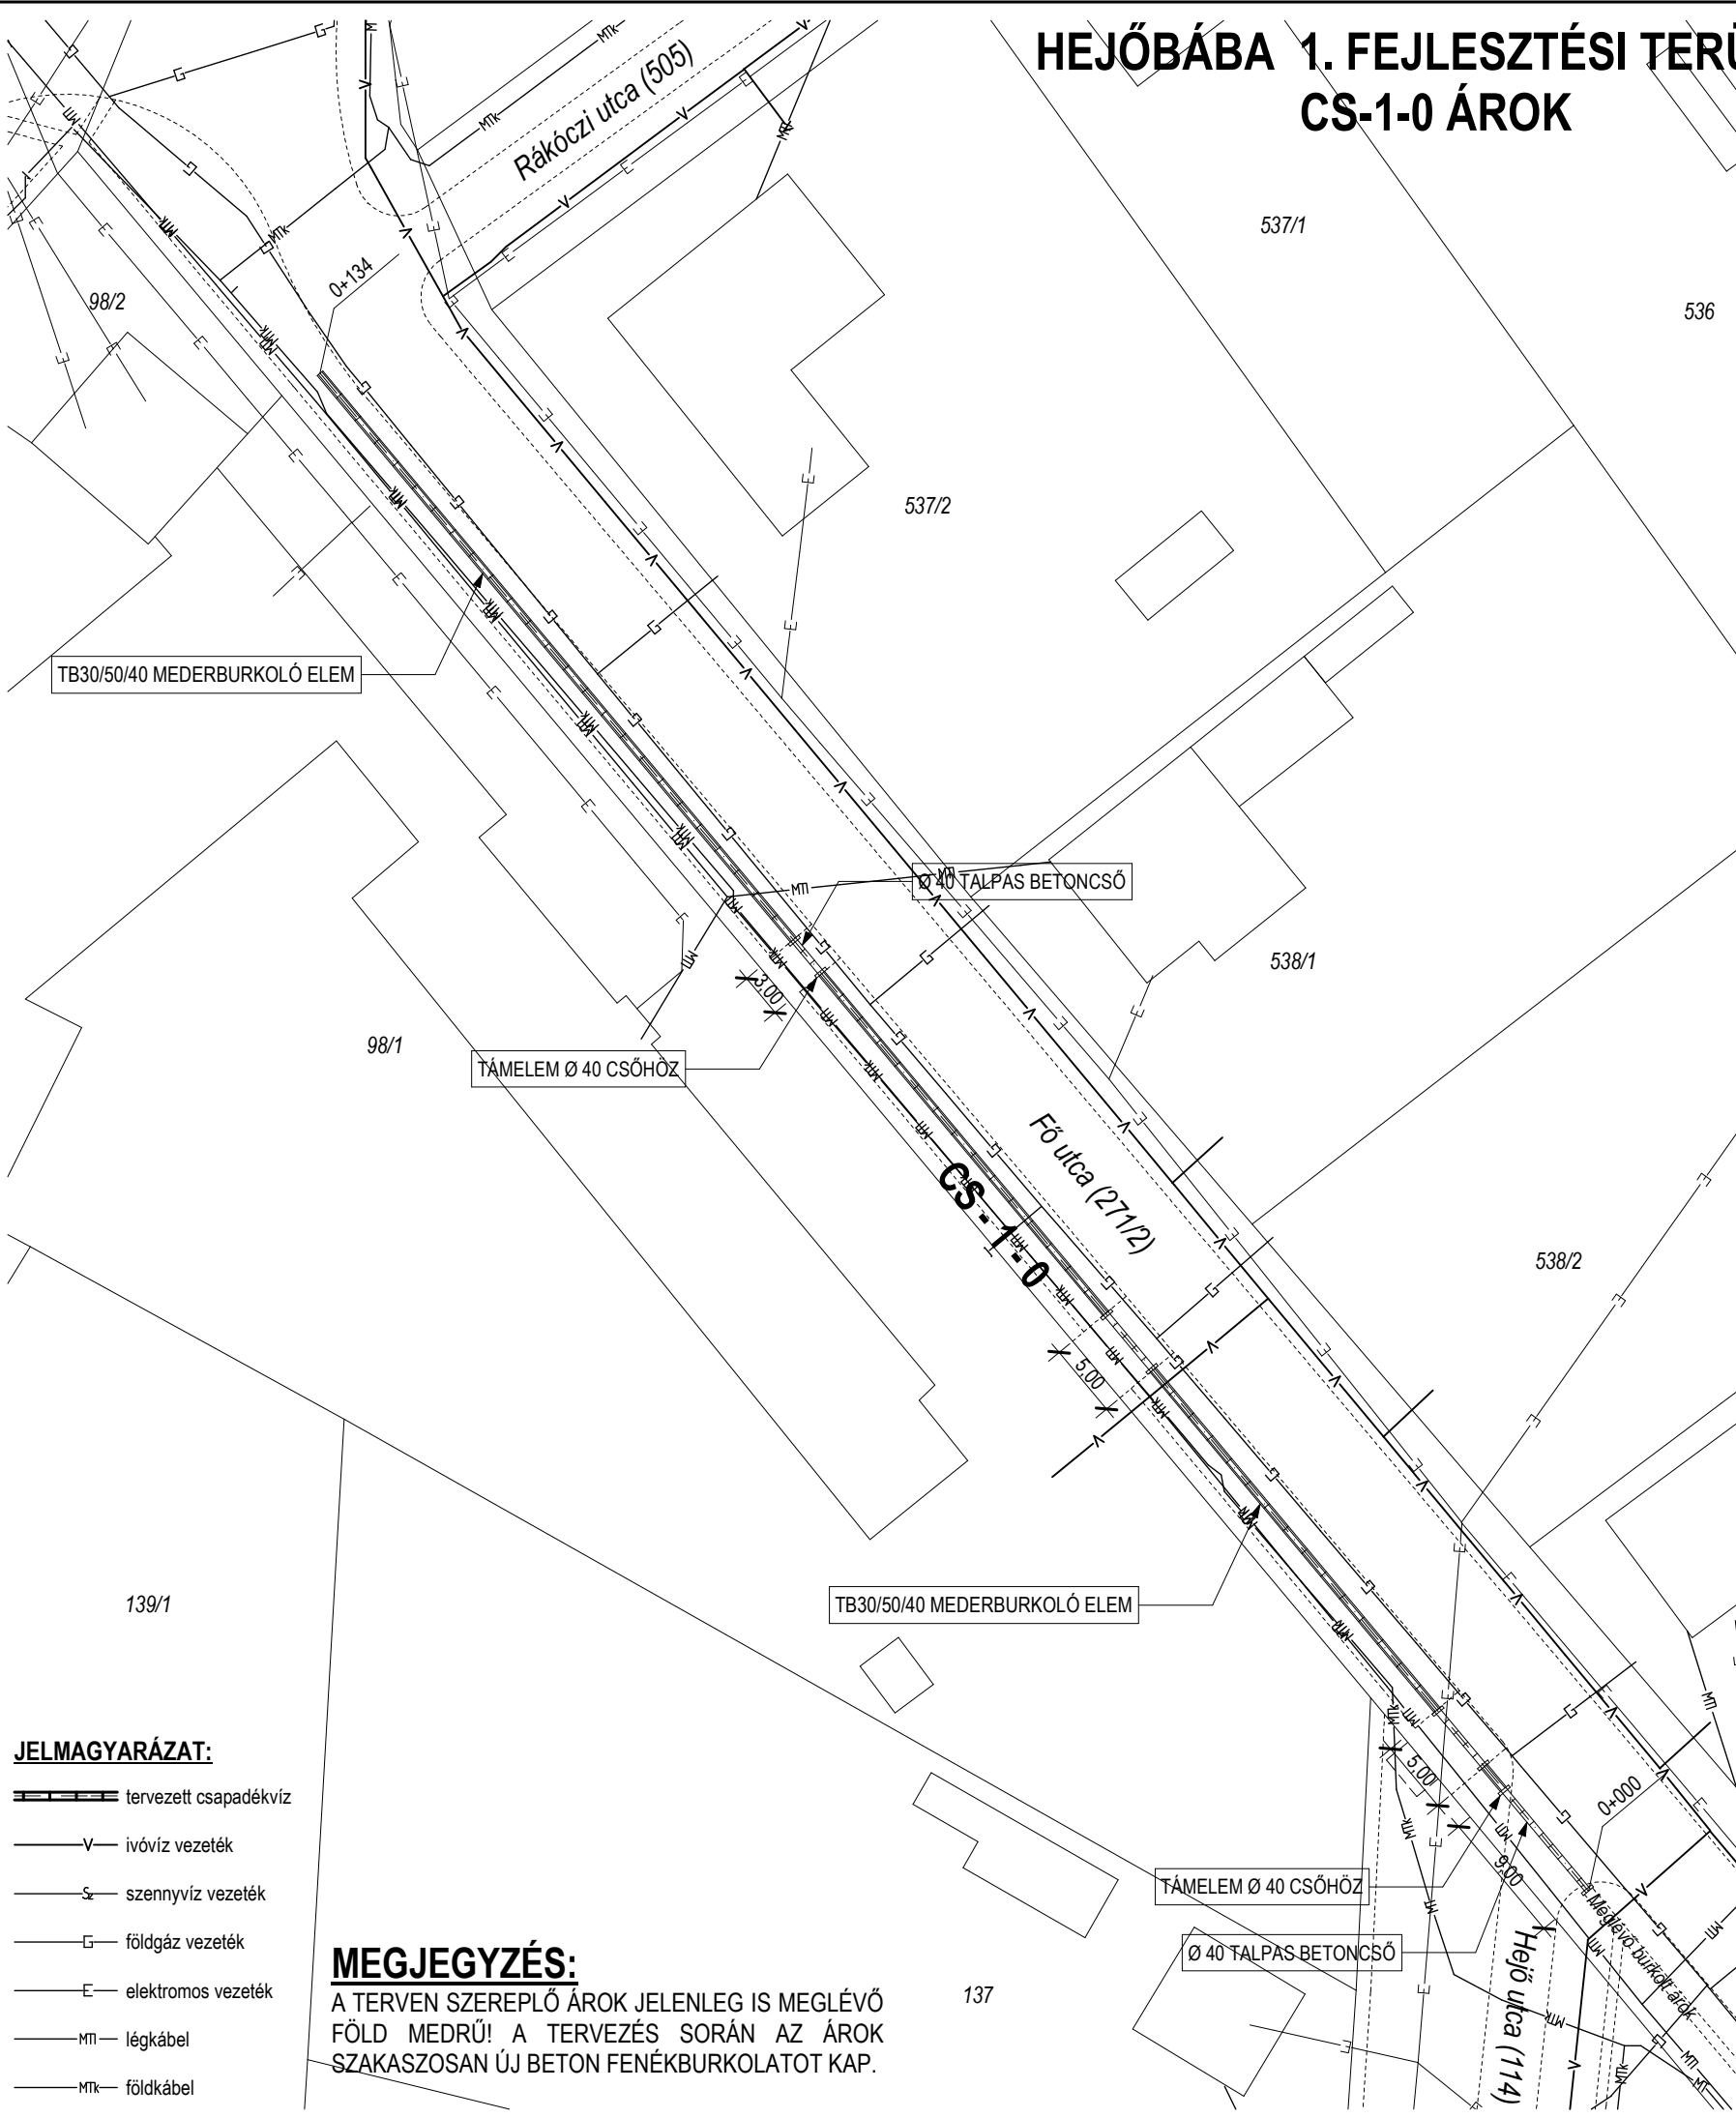 HEJŐBÁBA 1. FEJLESZTÉSI TERÜ
CS-1-0 ÁROK
Rákóczi utca (505)
537/1
536
98/2
0+134
537/2
TB30/50/40 MEDERBURKOLÓ ELEM
Ø 40 TALPAS BETONCSŐ
538/1
3,00
98/1
TÁMELEM Ø 40 CSŐHÖZ
Fő utca (271/2)
CS - 1 - 0
538/2
5,00
139/1
TB30/50/40 MEDERBURKOLÓ ELEM
5,00
0+000
9,00
TÁMELEM Ø 40 CSŐHÖZ
Ø 40 TALPAS BETONCSŐ
Meglévő burkolt árok
Hejő utca (114)
137
JELMAGYARÁZAT:
tervezett csapadékvíz
V ivóvíz vezeték
Sz szennyvíz vezeték
G földgáz vezeték
E elektromos vezeték
MTl légkábel
MTk földkábel
MEGJEGYZÉS:
A TERVEN SZEREPLŐ ÁROK JELENLEG IS MEGLÉVŐ
FÖLD MEDRŰ! A TERVEZÉS SORÁN AZ ÁROK
SZAKASZOSAN ÚJ BETON FENÉKBURKOLATOT KAP.